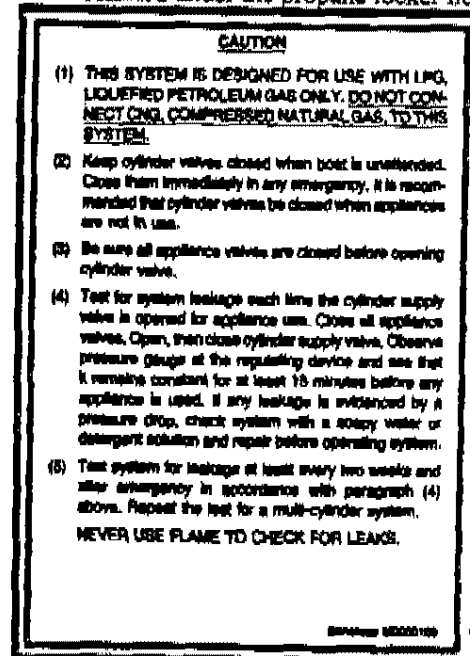 CAUTION
(1) THIS SYSTEM IS DESIGNED FOR USE WITH LPG,
LIQUEFIED PETROLEUM GAS ONLY. DO NOT CON-
NECT CNG, COMPRESSED NATURAL GAS, TO THIS
SYSTEM.
(2) Keep cylinder valves closed when boat is unattended.
Close them immediately in any emergency. It is recom-
mended that cylinder valves be closed when appliances
are not in use.
(3) Be sure all appliance valves are closed before opening
cylinder valve.
(4) Test for system leakage each time the cylinder supply
valve is opened for appliance use. Close all appliance
valves. Open, then close cylinder supply valve. Observe
pressure gauge at the regulating device and see that
it remains constant for at least 15 minutes before any
appliance is used. If any leakage is evidenced by a
pressure drop, check system with a soapy water or
detergent solution and repair before operating system.
(5) Test system for leakage at least every two weeks and
after emergency in accordance with paragraph (4)
above. Repeat the test for a multi-cylinder system.
NEVER USE FLAME TO CHECK FOR LEAKS.